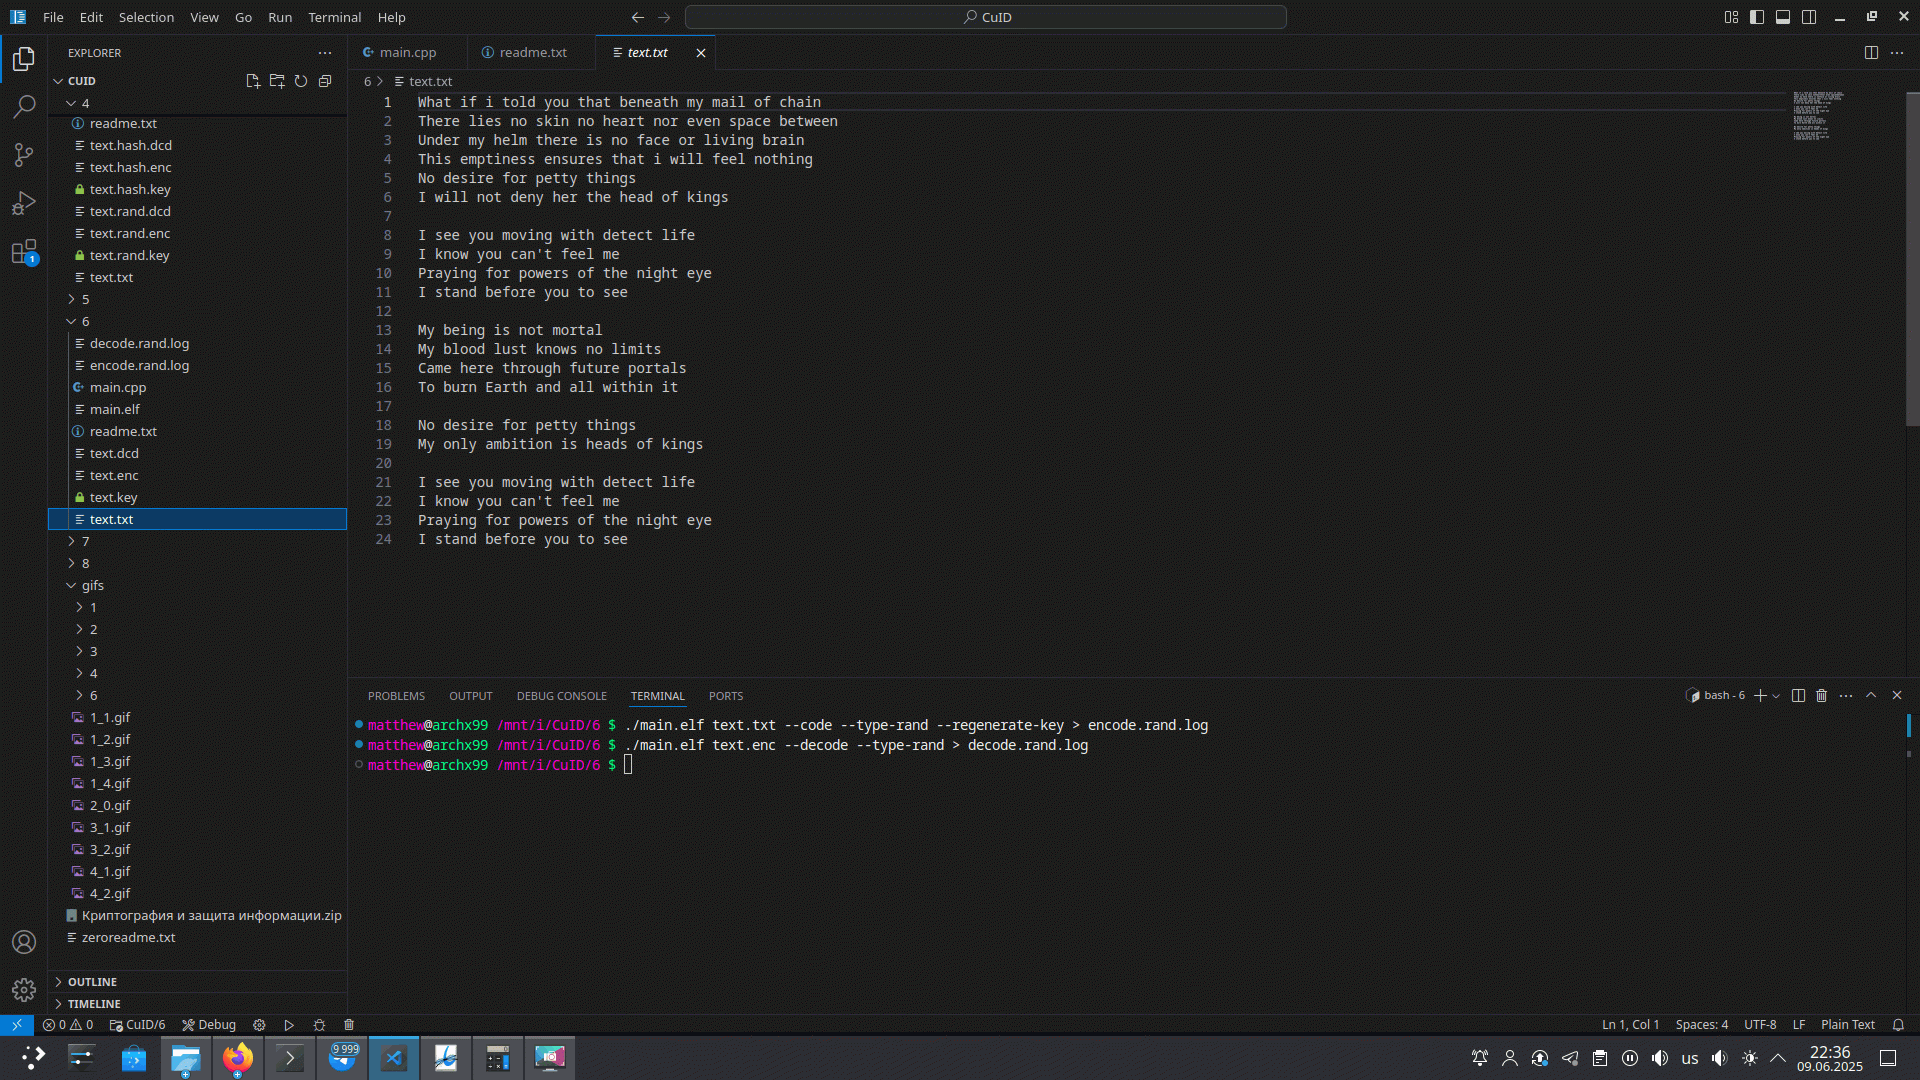 File Edit Selection View Go Run Terminal Help
CuID
EXPLORER
CUID
4
readme.txt
text.hash.dcd
text.hash.enc
text.hash.key
text.rand.dcd
text.rand.enc
text.rand.key
text.txt
5
6
decode.rand.log
encode.rand.log
main.cpp
main.elf
readme.txt
text.dcd
text.enc
text.key
text.txt
7
8
gifs
1
2
3
4
6
1_1.gif
1_2.gif
1_3.gif
1_4.gif
2_0.gif
3_1.gif
3_2.gif
4_1.gif
4_2.gif
Криптография и защита информации.zip
zeroreadme.txt
OUTLINE
TIMELINE
main.cpp readme.txt text.txt
6 > text.txt
1 What if i told you that beneath my mail of chain
2 There lies no skin no heart nor even space between
3 Under my helm there is no face or living brain
4 This emptiness ensures that i will feel nothing
5 No desire for petty things
6 I will not deny her the head of kings
7
8 I see you moving with detect life
9 I know you can't feel me
10 Praying for powers of the night eye
11 I stand before you to see
12
13 My being is not mortal
14 My blood lust knows no limits
15 Came here through future portals
16 To burn Earth and all within it
17
18 No desire for petty things
19 My only ambition is heads of kings
20
21 I see you moving with detect life
22 I know you can't feel me
23 Praying for powers of the night eye
24 I stand before you to see
PROBLEMS OUTPUT DEBUG CONSOLE TERMINAL PORTS
bash - 6
matthew@archx99 /mnt/i/CuID/6 $ ./main.elf text.txt --code --type-rand --regenerate-key > encode.rand.log
matthew@archx99 /mnt/i/CuID/6 $ ./main.elf text.enc --decode --type-rand > decode.rand.log
matthew@archx99 /mnt/i/CuID/6 $
1
0 0 CuID/6 Debug
Ln 1, Col 1 Spaces: 4 UTF-8 LF Plain Text
9 999
us
22:36
09.06.2025